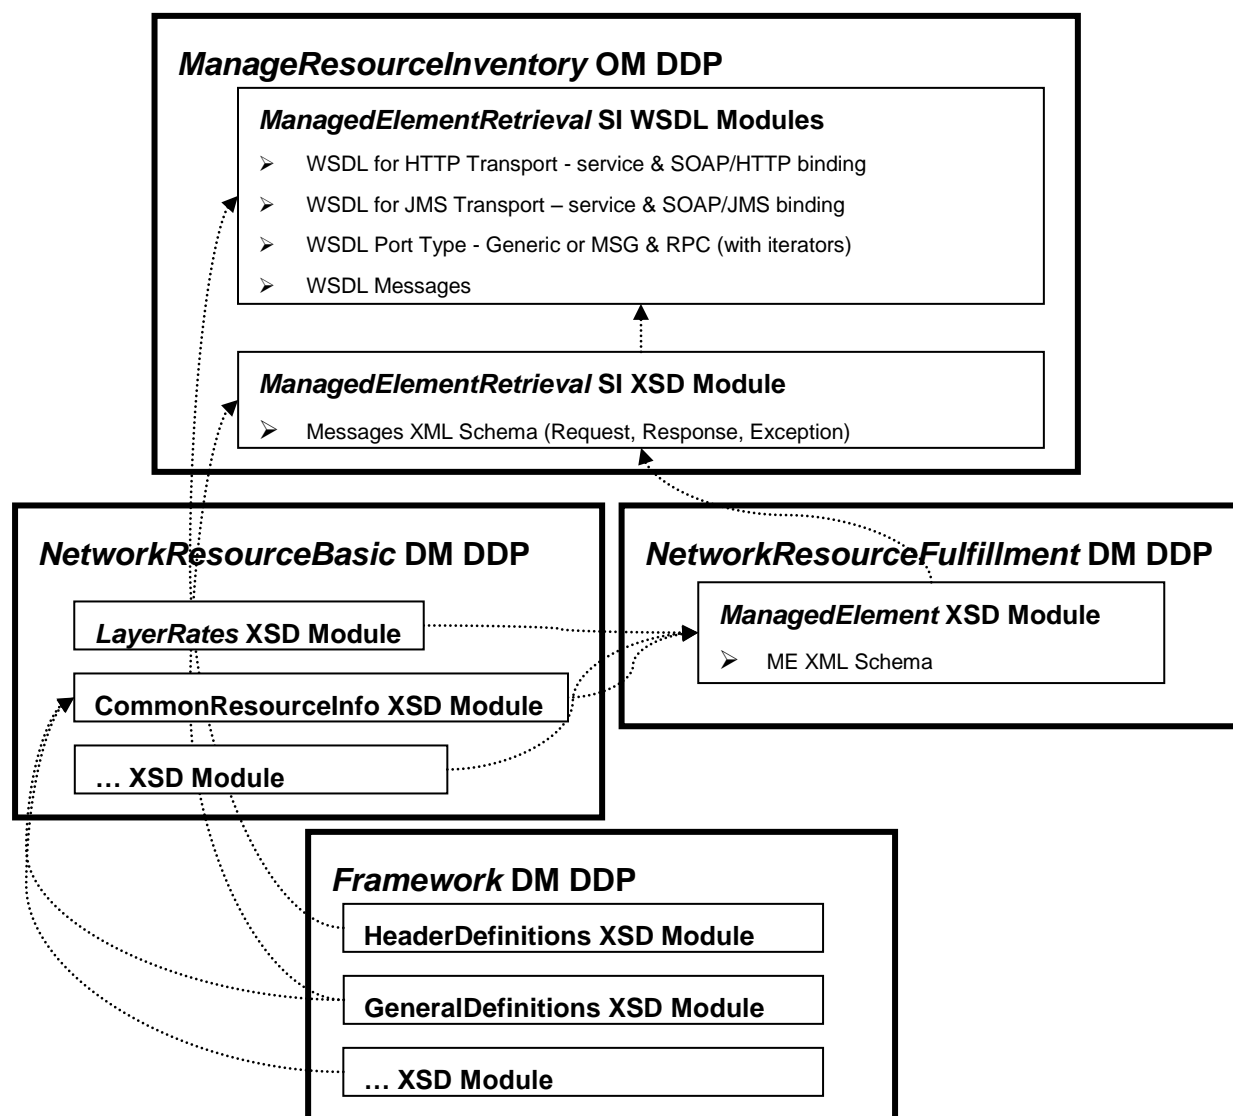 ManageResourceInventory OM DDP
ManagedElementRetrieval SI WSDL Modules
➢ WSDL for HTTP Transport - service & SOAP/HTTP binding
➢ WSDL for JMS Transport – service & SOAP/JMS binding
➢ WSDL Port Type - Generic or MSG & RPC (with iterators)
➢ WSDL Messages
ManagedElementRetrieval SI XSD Module
➢ Messages XML Schema (Request, Response, Exception)
NetworkResourceBasic DM DDP
LayerRates XSD Module
CommonResourceInfo XSD Module
… XSD Module
NetworkResourceFulfillment DM DDP
ManagedElement XSD Module
➢ ME XML Schema
Framework DM DDP
HeaderDefinitions XSD Module
GeneralDefinitions XSD Module
… XSD Module